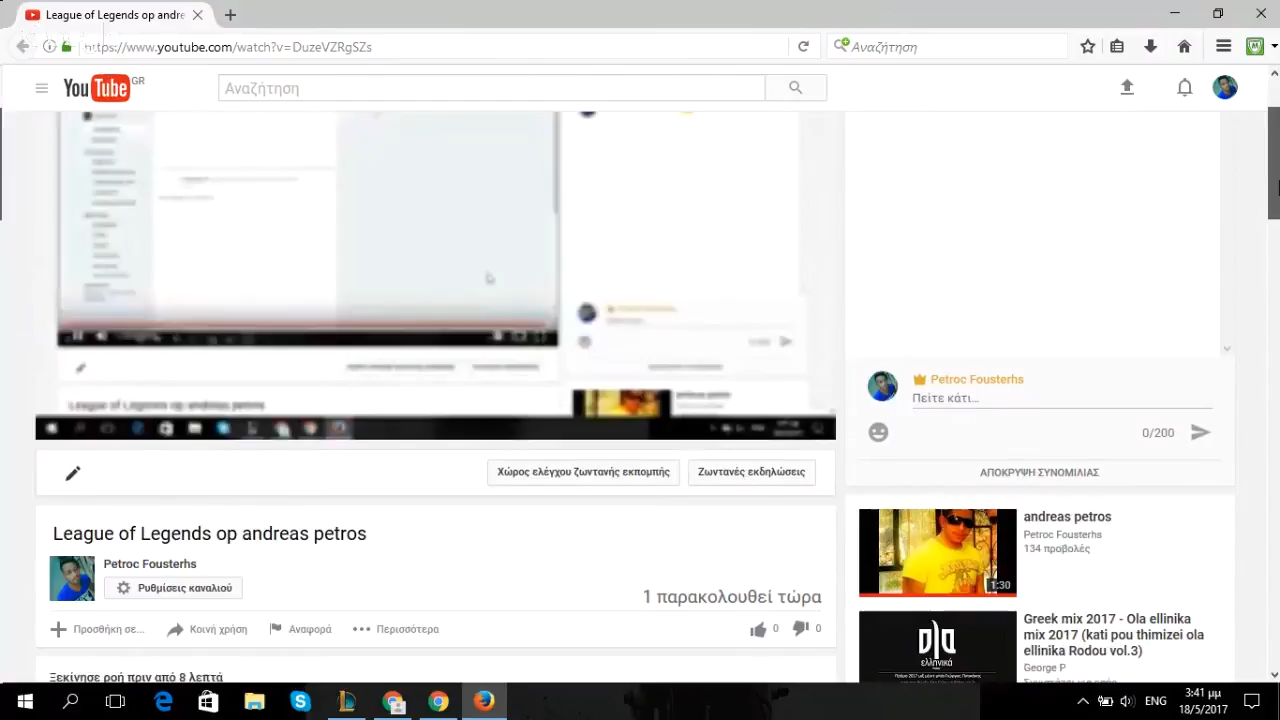 League of Legends op andre
https://www.youtube.com/watch?v=DuzeVZRgSZs
Αναζήτηση
YouTube GR
Αναζήτηση
Petroc Fousterhs
Πείτε κάτι...
0/200
ΑΠΟΚΡΥΨΗ ΣΥΝΟΜΙΛΙΑΣ
Χώρος ελέγχου ζωντανής εκπομπής
Ζωντανές εκδηλώσεις
League of Legends op andreas petros
Petroc Fousterhs
Ρυθμίσεις καναλιού
1 παρακολουθεί τώρα
Προσθήκη σε...
Κοινή χρήση
Αναφορά
Περισσότερα
0
0
Ξεκίνησε ροή πριν από 8 λεπτά
andreas petros
Petroc Fousterhs
134 προβολές
1:30
Greek mix 2017 - Ola ellinika
mix 2017 (kati pou thimizei ola
ellinika Rodou vol.3)
George P
ελληνικά
ENG
3:41 μμ
18/5/2017